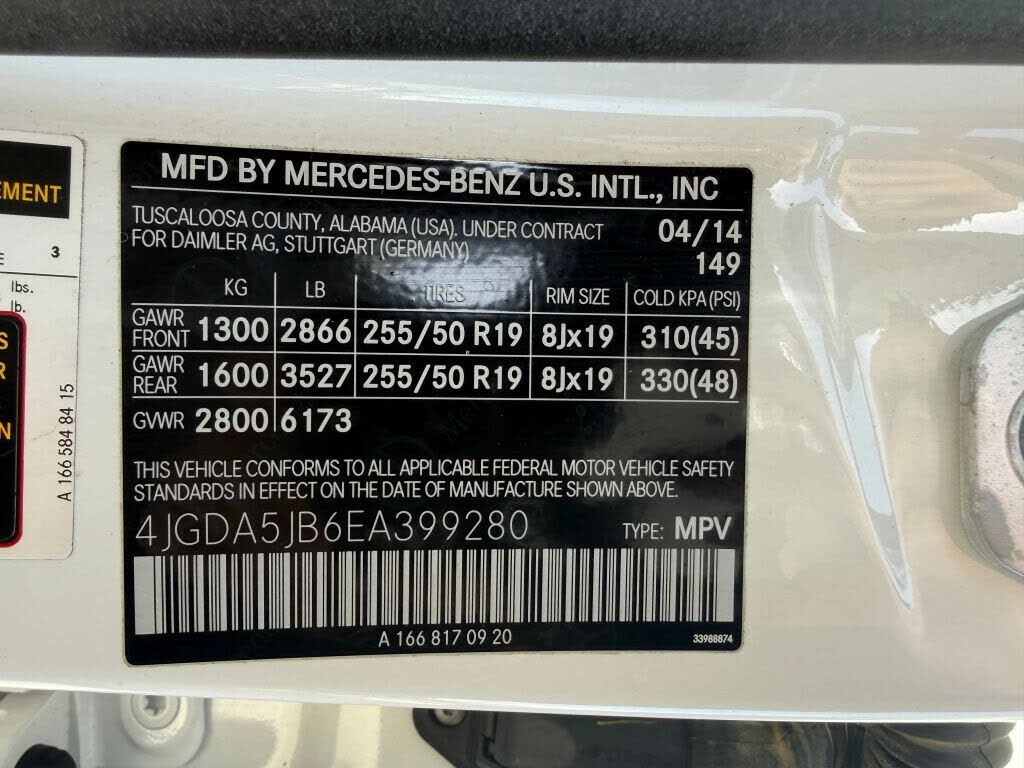 EMENT
E 3
lbs.
lb.
S
R
N
A 166 584 84 15
MFD BY MERCEDES-BENZ U.S. INTL., INC
TUSCALOOSA COUNTY, ALABAMA (USA). UNDER CONTRACT
FOR DAIMLER AG, STUTTGART (GERMANY)
04/14
149
KG LB TIRES RIM SIZE COLD KPA (PSI)
GAWR FRONT 1300 2866 255/50 R19 8Jx19 310(45)
GAWR REAR 1600 3527 255/50 R19 8Jx19 330(48)
GVWR 2800 6173
THIS VEHICLE CONFORMS TO ALL APPLICABLE FEDERAL MOTOR VEHICLE SAFETY
STANDARDS IN EFFECT ON THE DATE OF MANUFACTURE SHOWN ABOVE.
4JGDA5JB6EA399280 TYPE: MPV
A 166 817 09 20
33988874